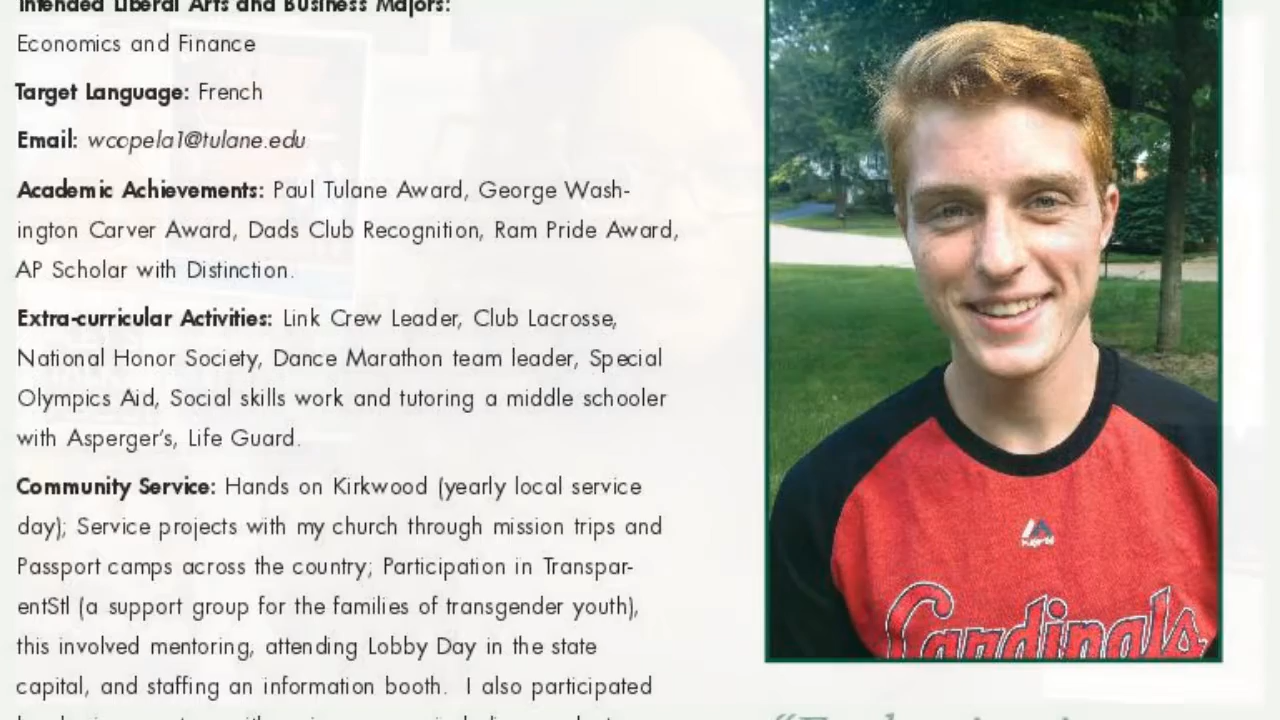 Intended Liberal Arts and Business Majors:
Economics and Finance
Target Language: French
Email: wcopela1@tulane.edu
Academic Achievements: Paul Tulane Award, George Wash-
ington Carver Award, Dads Club Recognition, Ram Pride Award,
AP Scholar with Distinction.
Extra-curricular Activities: Link Crew Leader, Club Lacrosse,
National Honor Society, Dance Marathon team leader, Special
Olympics Aid, Social skills work and tutoring a middle schooler
with Asperger's, Life Guard.
Community Service: Hands on Kirkwood (yearly local service
day); Service projects with my church through mission trips and
Passport camps across the country; Participation in Transpar-
entStl (a support group for the families of transgender youth),
this involved mentoring, attending Lobby Day in the state
capital, and staffing an information booth. I also participated
Cardinals